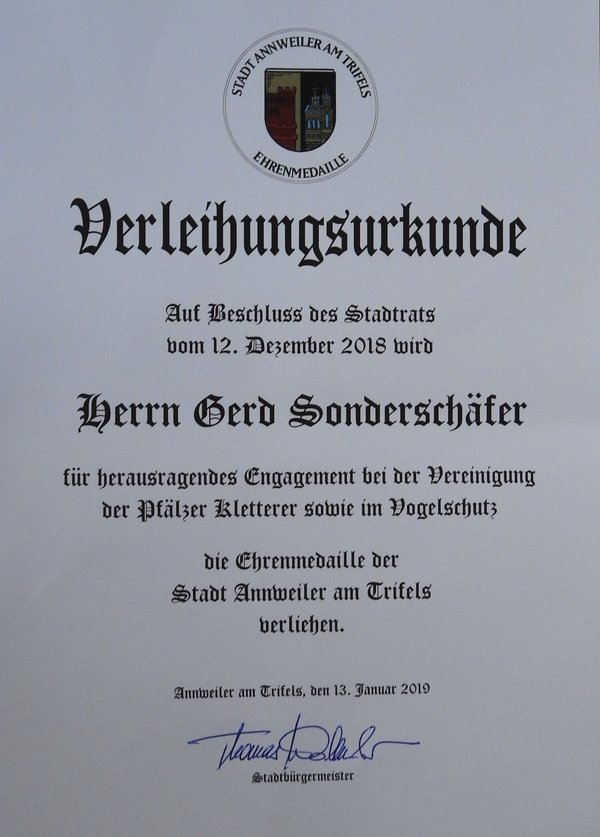 STADT ANNWEILER AM TRIFELS
EHRENMEDAILLE
Verleihungsurkunde
Auf Beschluss des Stadtrats
vom 12. Dezember 2018 wird
Herrn Gerd Sonderschäfer
für herausragendes Engagement bei der Vereinigung
der Pfälzer Kletterer sowie im Vogelschutz
die Ehrenmedaille der
Stadt Annweiler am Trifels
verliehen.
Annweiler am Trifels, den 13. Januar 2019
Thomas
Stadtbürgermeister